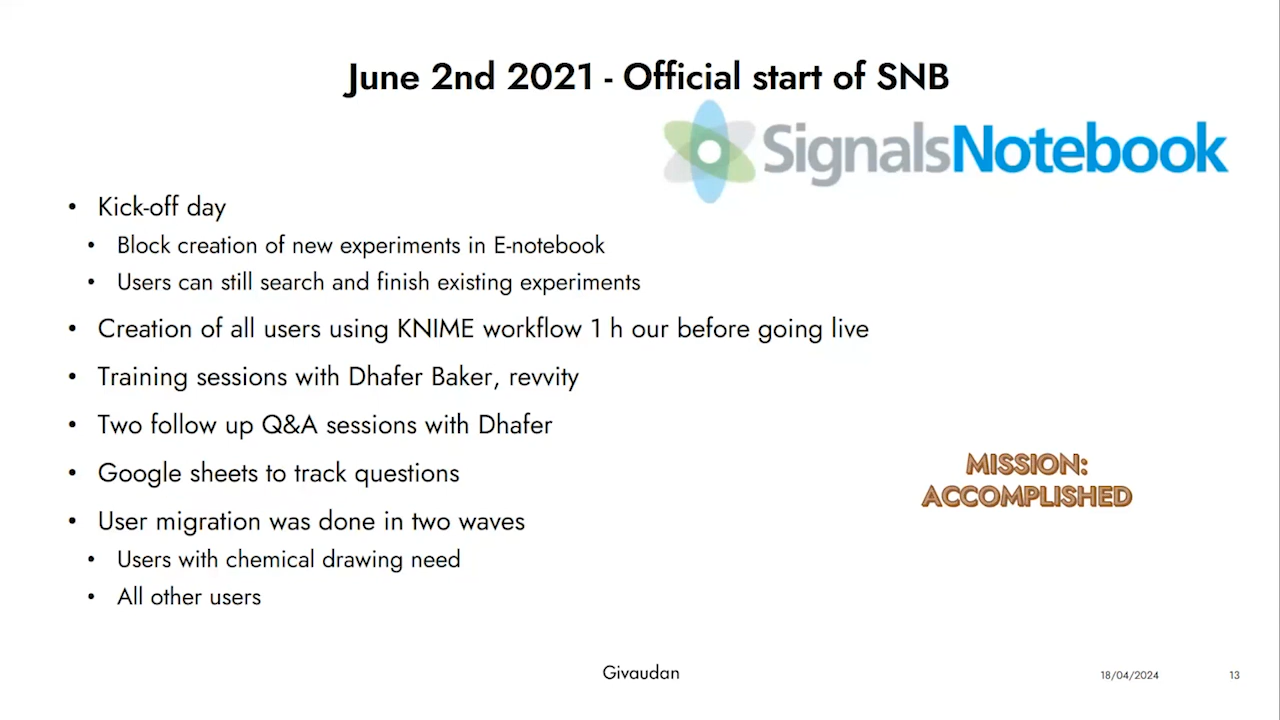 June 2nd 2021 - Official start of SNB
SignalsNotebook
• Kick-off day
• Block creation of new experiments in E-notebook
• Users can still search and finish existing experiments
• Creation of all users using KNIME workflow 1 h our before going live
• Training sessions with Dhafer Baker, revvity
• Two follow up Q&A sessions with Dhafer
• Google sheets to track questions
• User migration was done in two waves
• Users with chemical drawing need
• All other users
MISSION:
ACCOMPLISHED
Givaudan
18/04/2024
13